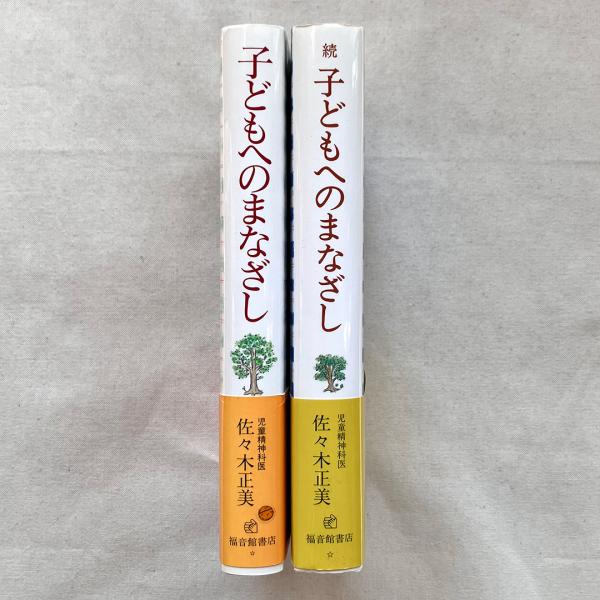 子どもへのまなざし
児童精神科医
佐々木正美
福音館書店
☆
続
子どもへのまなざし
児童精神科医
佐々木正美
福音館書店
☆